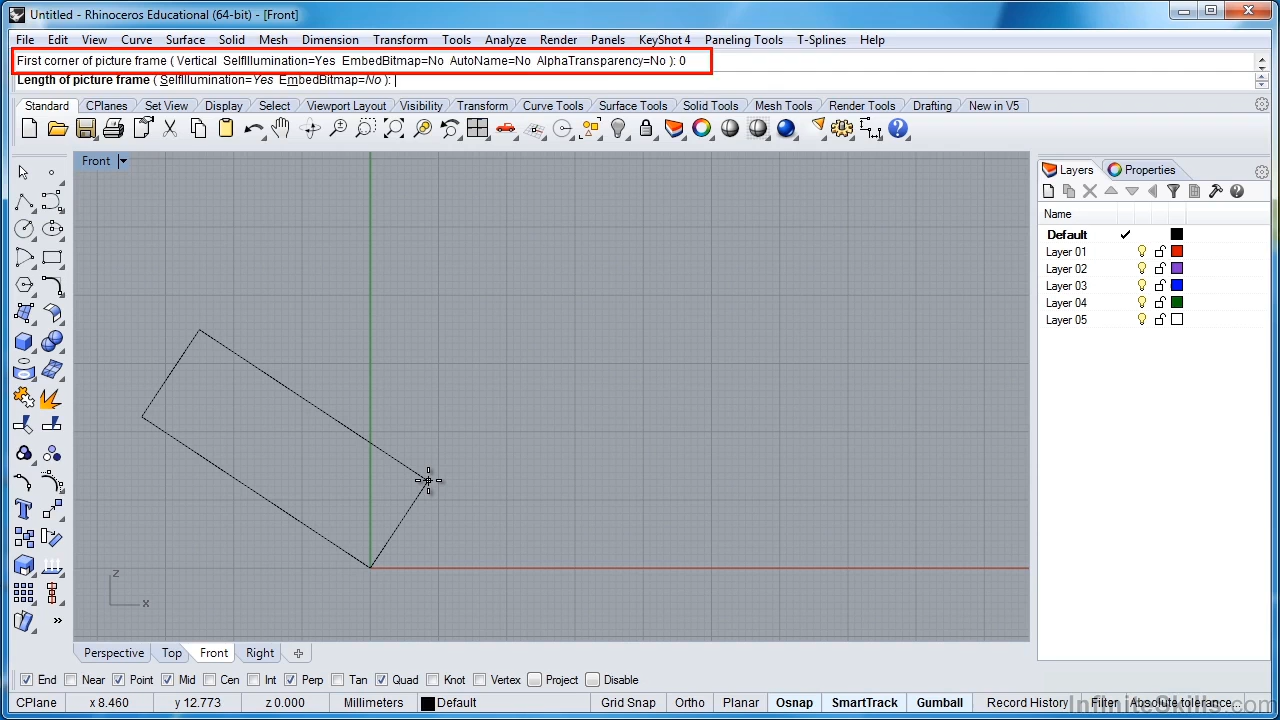 Untitled - Rhinoceros Educational (64-bit) - [Front]
File Edit View Curve Surface Solid Mesh Dimension Transform Tools Analyze Render Panels KeyShot 4 Paneling Tools T-Splines Help
First corner of picture frame ( Vertical SelfIllumination=Yes EmbedBitmap=No AutoName=No AlphaTransparency=No ): 0
Length of picture frame ( SelfIllumination=Yes EmbedBitmap=No ):
Standard CPlanes Set View Display Select Viewport Layout Visibility Transform Curve Tools Surface Tools Solid Tools Mesh Tools Render Tools Drafting New in V5
Front
Layers Properties
Name
Default
Layer 01
Layer 02
Layer 03
Layer 04
Layer 05
z
x
Perspective Top Front Right
End Near Point Mid Cen Int Perp Tan Quad Knot Vertex Project Disable
CPlane x 8.460 y 12.773 z 0.000 Millimeters Default Grid Snap Ortho Planar Osnap SmartTrack Gumball Record History Filter Absolute tolerance...
InfiniteSkills.com